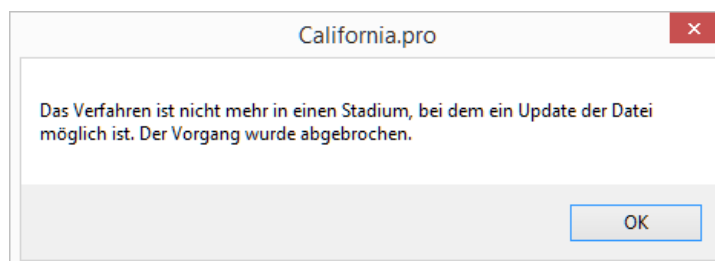 California.pro
Das Verfahren ist nicht mehr in einen Stadium, bei dem ein Update der Datei
möglich ist. Der Vorgang wurde abgebrochen.
OK